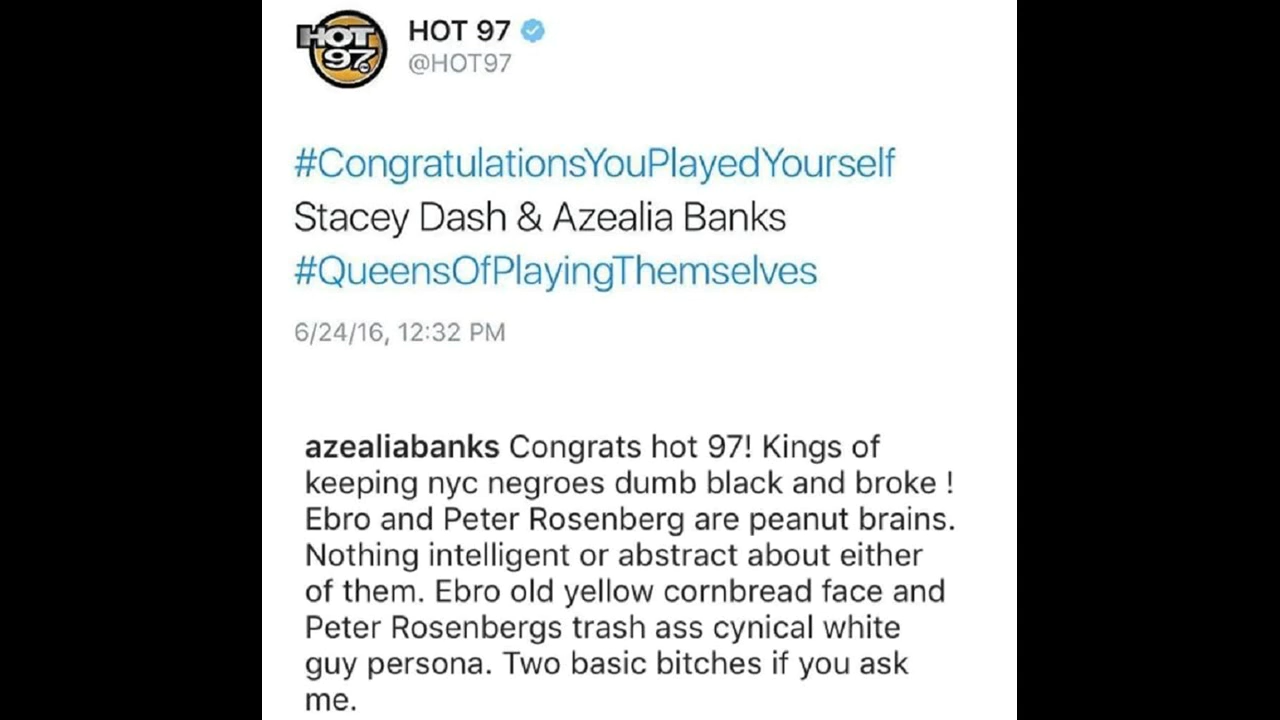 HOT
97
HOT 97
@HOT97
#CongratulationsYouPlayedYourself
Stacey Dash & Azealia Banks
#QueensOfPlayingThemselves
6/24/16, 12:32 PM
azealiabanks Congrats hot 97! Kings of
keeping nyc negroes dumb black and broke !
Ebro and Peter Rosenberg are peanut brains.
Nothing intelligent or abstract about either
of them. Ebro old yellow cornbread face and
Peter Rosenbergs trash ass cynical white
guy persona. Two basic bitches if you ask
me.